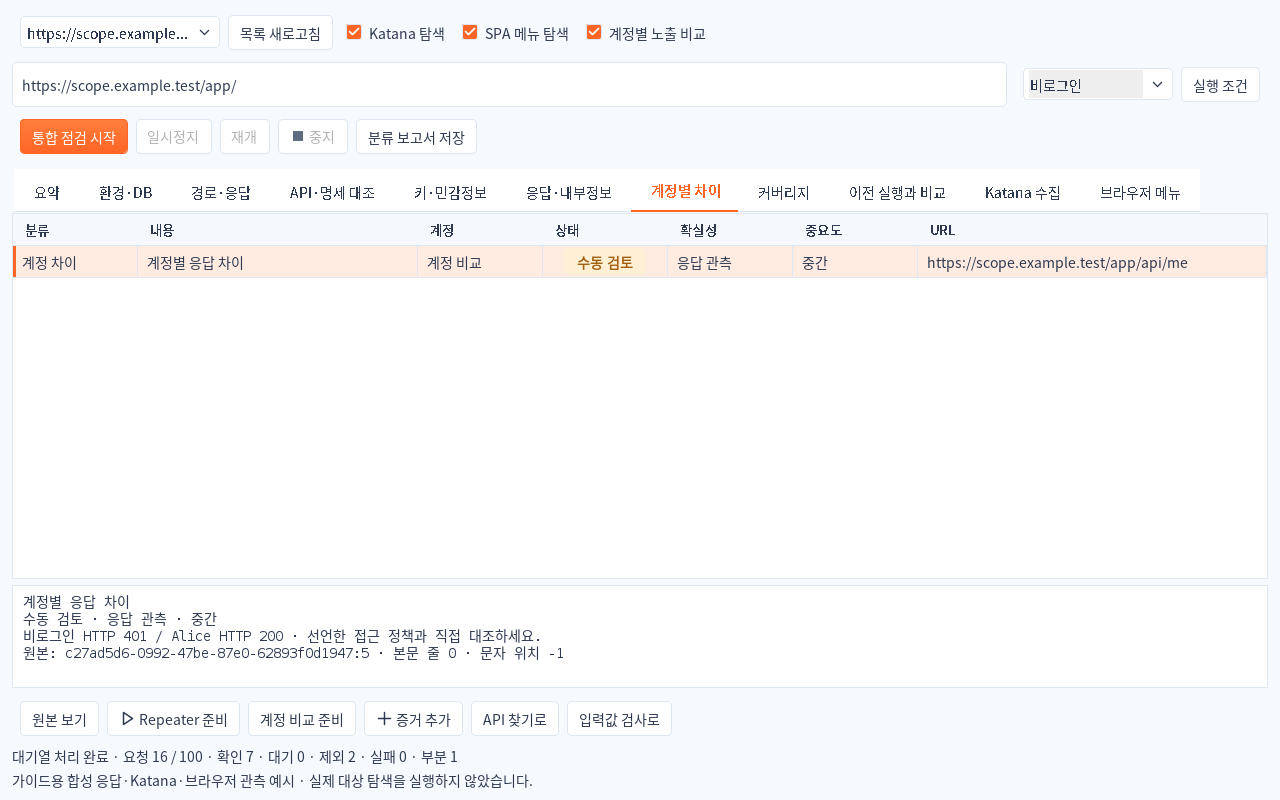 https://scope.example... 목록 새로고침 Katana 탐색 SPA 메뉴 탐색 계정별 노출 비교
https://scope.example.test/app/ 비로그인 실행 조건
통합 점검 시작 일시정지 재개 중지 분류 보고서 저장
요약 환경·DB 경로·응답 API·명세 대조 키·민감정보 응답·내부정보 계정별 차이 커버리지 이전 실행과 비교 Katana 수집 브라우저 메뉴
분류 내용 계정 상태 확실성 중요도 URL
계정 차이 계정별 응답 차이 계정 비교 수동 검토 응답 관측 중간 https://scope.example.test/app/api/me
계정별 응답 차이
수동 검토 · 응답 관측 · 중간
비로그인 HTTP 401 / Alice HTTP 200 · 선언한 접근 정책과 직접 대조하세요.
원본: c27ad5d6-0992-47be-87e0-62893f0d1947:5 · 본문 줄 0 · 문자 위치 -1
원본 보기 Repeater 준비 계정 비교 준비 증거 추가 API 찾기로 입력값 검사로
대기열 처리 완료 · 요청 16 / 100 · 확인 7 · 대기 0 · 제외 2 · 실패 0 · 부분 1
가이드용 합성 응답·Katana·브라우저 관측 예시 · 실제 대상 탐색을 실행하지 않았습니다.